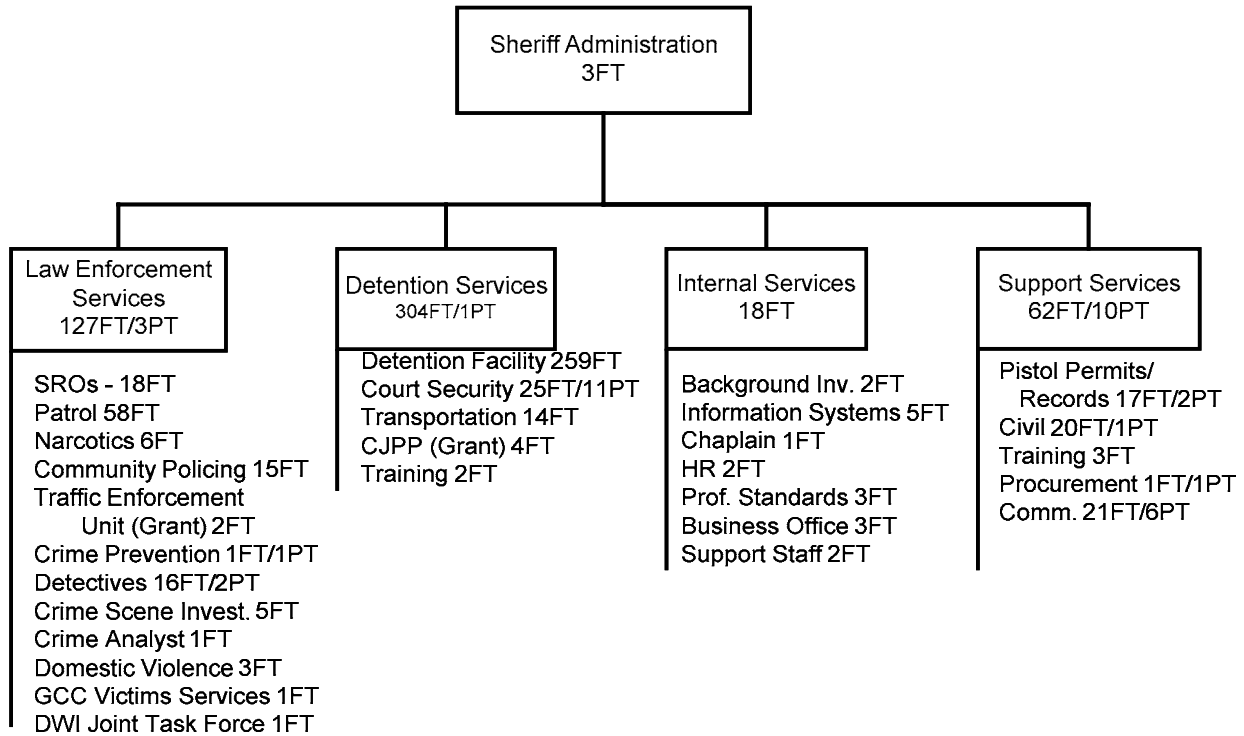 Sheriff Administration
3FT
Law Enforcement
Services
127FT/3PT
SROs - 18FT
Patrol 58FT
Narcotics 6FT
Community Policing 15FT
Traffic Enforcement
Unit (Grant) 2FT
Crime Prevention 1FT/1PT
Detectives 16FT/2PT
Crime Scene Invest. 5FT
Crime Analyst 1FT
Domestic Violence 3FT
GCC Victims Services 1FT
DWI Joint Task Force 1FT
Detention Services
304FT/1PT
Detention Facility 259FT
Court Security 25FT/11PT
Transportation 14FT
CJPP (Grant) 4FT
Training 2FT
Internal Services
18FT
Background Inv. 2FT
Information Systems 5FT
Chaplain 1FT
HR 2FT
Prof. Standards 3FT
Business Office 3FT
Support Staff 2FT
Support Services
62FT/10PT
Pistol Permits/
Records 17FT/2PT
Civil 20FT/1PT
Training 3FT
Procurement 1FT/1PT
Comm. 21FT/6PT